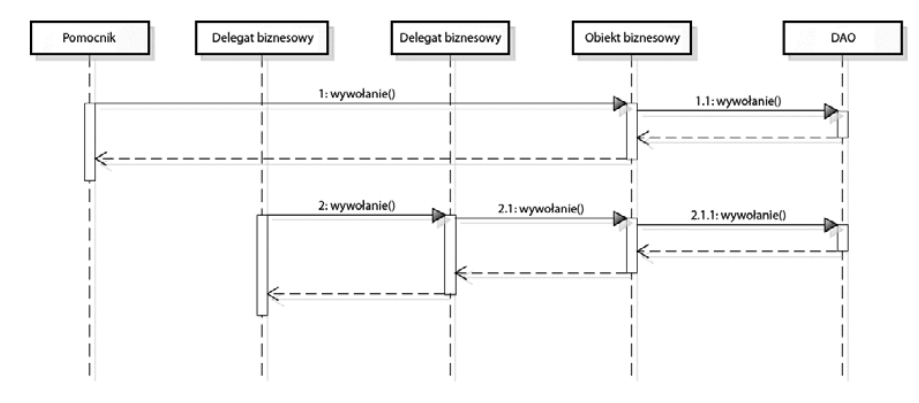 Pomocnik
Delegat biznesowy
Delegat biznesowy
Obiekt biznesowy
DAO
1: wywołanie()
1.1: wywołanie()
2: wywołanie()
2.1: wywołanie()
2.1.1: wywołanie()